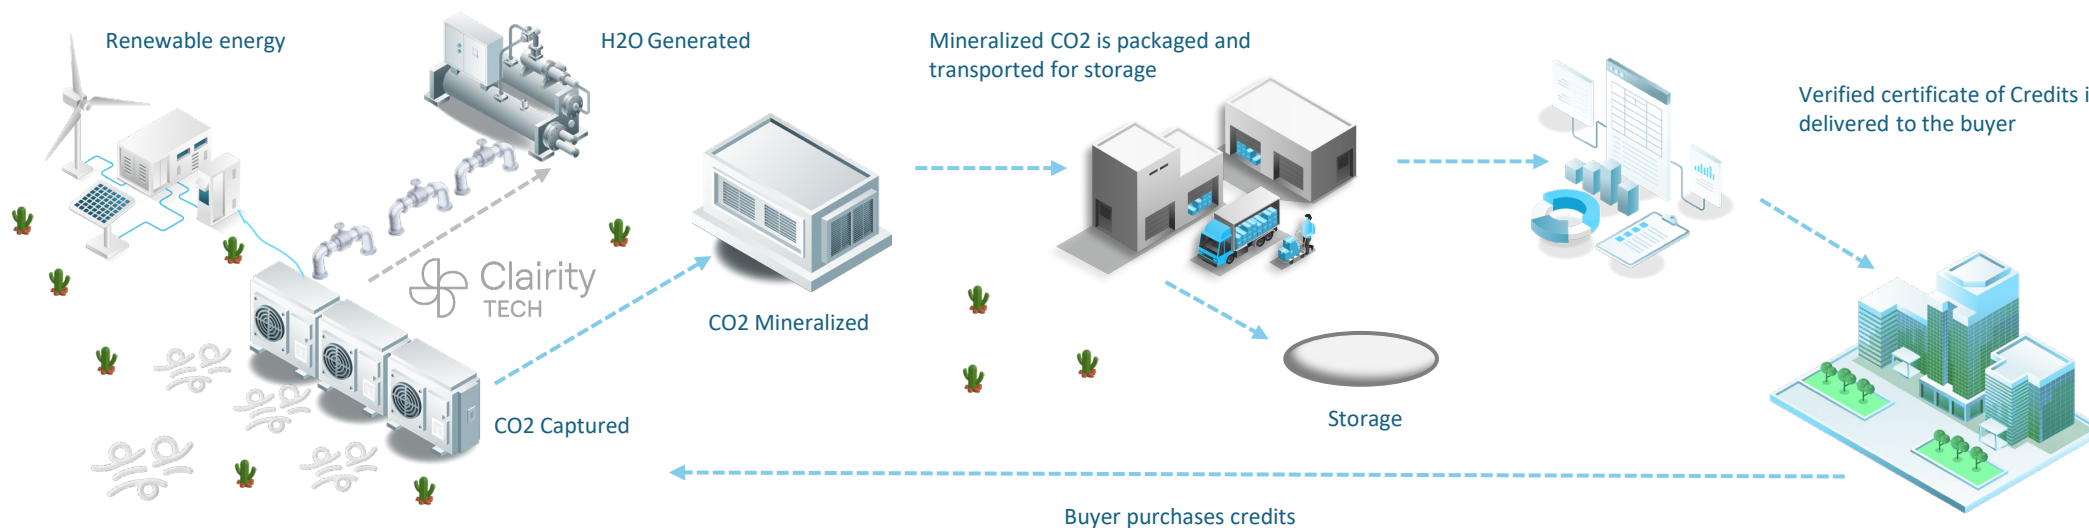 Renewable energy
H2O Generated
Mineralized CO2 is packaged and
transported for storage
Verified certificate of Credits i
delivered to the buyer
Clairity
TECH
CO2 Mineralized
CO2 Captured
Storage
Buyer purchases credits